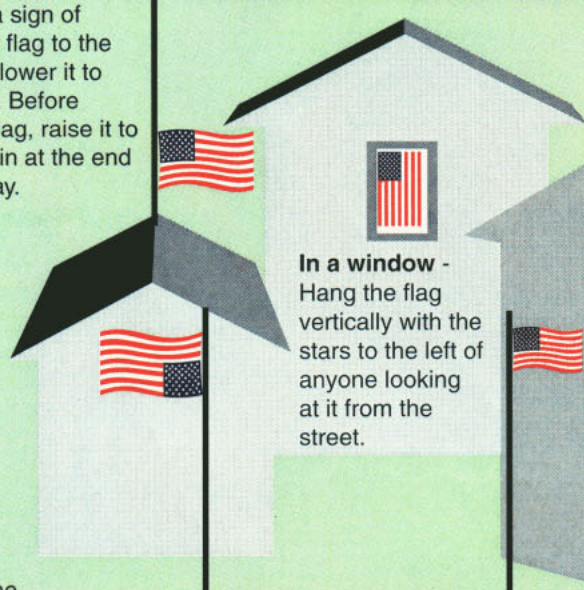 a sign of
flag to the
lower it to
. Before
ag, raise it to
in at the end
ay.
In a window -
Hang the flag
vertically with the
stars to the left of
anyone looking
at it from the
street.